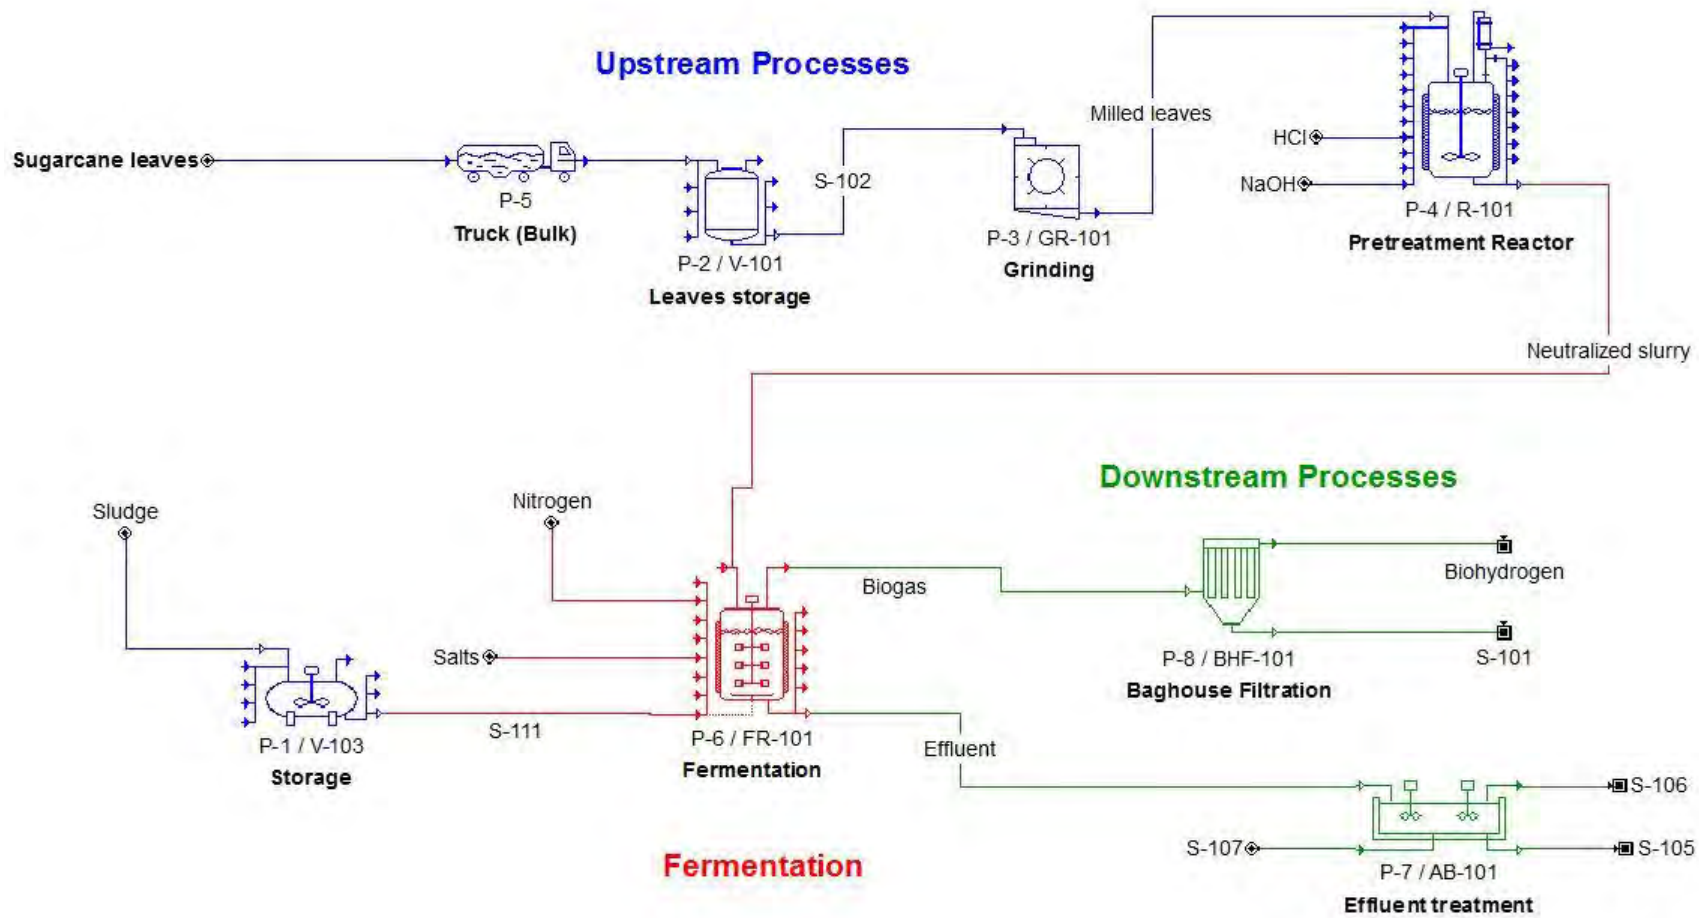 Upstream Processes
Sugarcane leaves
P-5
Truck (Bulk)
P-2 / V-101
Leaves storage
S-102
P-3 / GR-101
Grinding
Milled leaves
HCl
NaOH
P-4 / R-101
Pretreatment Reactor
Neutralized slurry
Downstream Processes
Sludge
Nitrogen
Salts
P-1 / V-103
Storage
S-111
P-6 / FR-101
Fermentation
Biogas
Effluent
Biohydrogen
S-101
P-8 / BHF-101
Baghouse Filtration
S-106
S-107
S-105
P-7 / AB-101
Effluent treatment
Fermentation